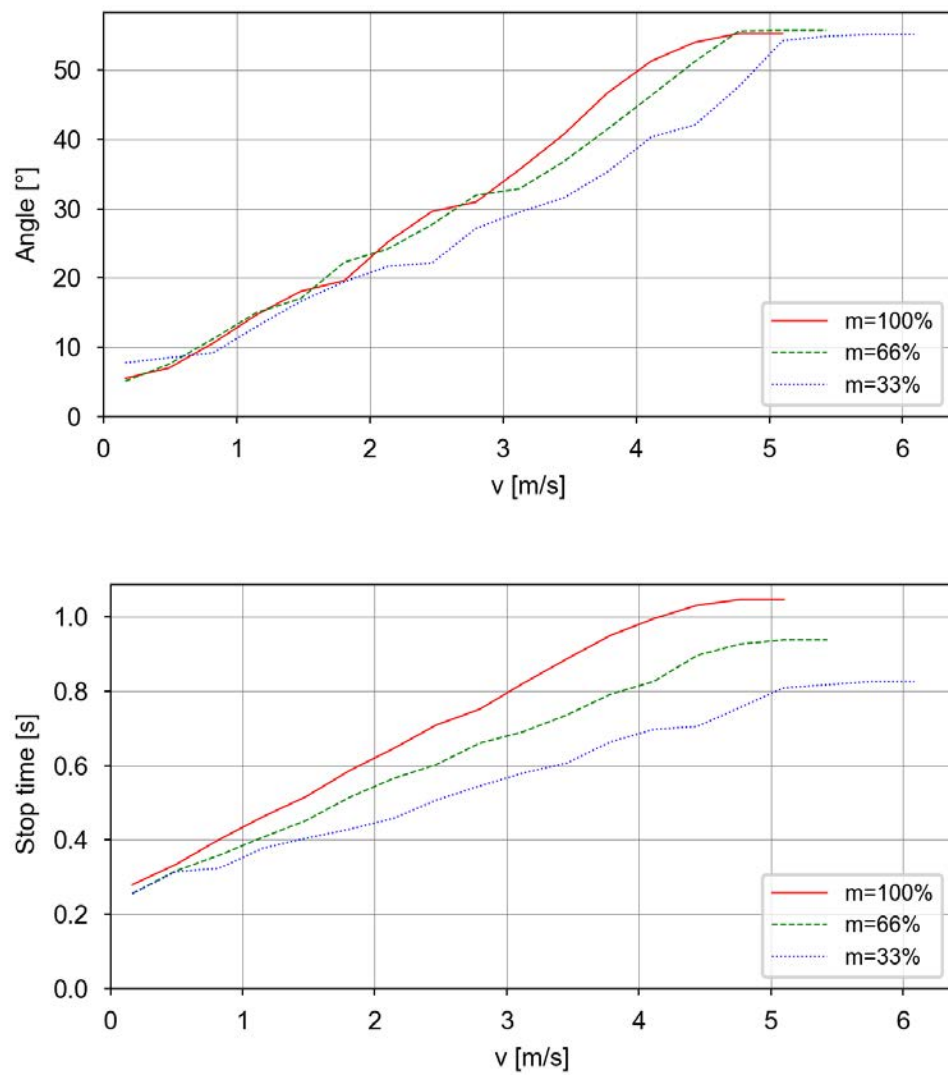 50
40
30
20
10
0
Angle [°]
m=100%
m=66%
m=33%
0 1 2 3 4 5 6
v [m/s]
1.0
0.8
0.6
0.4
0.2
0.0
Stop time [s]
m=100%
m=66%
m=33%
0 1 2 3 4 5 6
v [m/s]